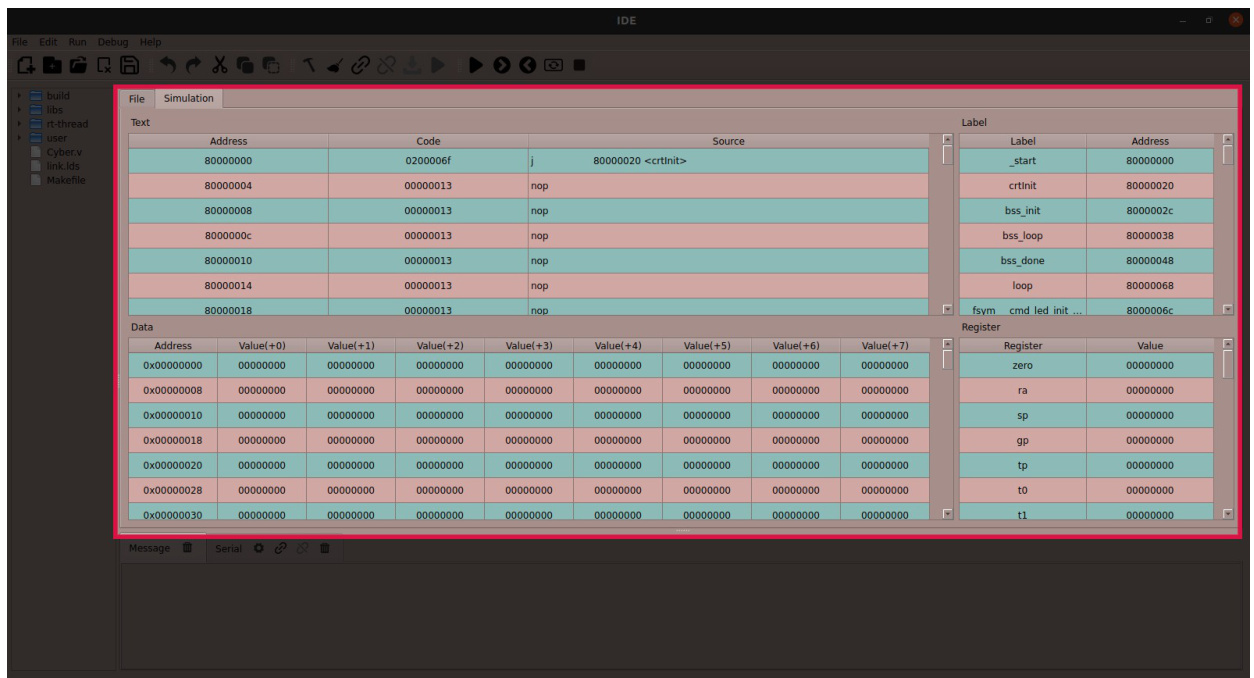 IDE
File Edit Run Debug Help
build
libs
rt-thread
user
Cyber.v
link.lds
Makefile
File Simulation
Text
Address Code Source
80000000 0200006f j 80000020 <crtInit>
80000004 00000013 nop
80000008 00000013 nop
8000000c 00000013 nop
80000010 00000013 nop
80000014 00000013 nop
80000018 00000013 nop
Label
Label Address
_start 80000000
crtInit 80000020
bss_init 8000002c
bss_loop 80000038
bss_done 80000048
loop 80000068
fsym cmd led init ... 8000006c
Data
Address Value(+0) Value(+1) Value(+2) Value(+3) Value(+4) Value(+5) Value(+6) Value(+7)
0x00000000 00000000 00000000 00000000 00000000 00000000 00000000 00000000 00000000
0x00000008 00000000 00000000 00000000 00000000 00000000 00000000 00000000 00000000
0x00000010 00000000 00000000 00000000 00000000 00000000 00000000 00000000 00000000
0x00000018 00000000 00000000 00000000 00000000 00000000 00000000 00000000 00000000
0x00000020 00000000 00000000 00000000 00000000 00000000 00000000 00000000 00000000
0x00000028 00000000 00000000 00000000 00000000 00000000 00000000 00000000 00000000
0x00000030 00000000 00000000 00000000 00000000 00000000 00000000 00000000 00000000
Register
Register Value
zero 00000000
ra 00000000
sp 00000000
gp 00000000
tp 00000000
t0 00000000
t1 00000000
Message Serial